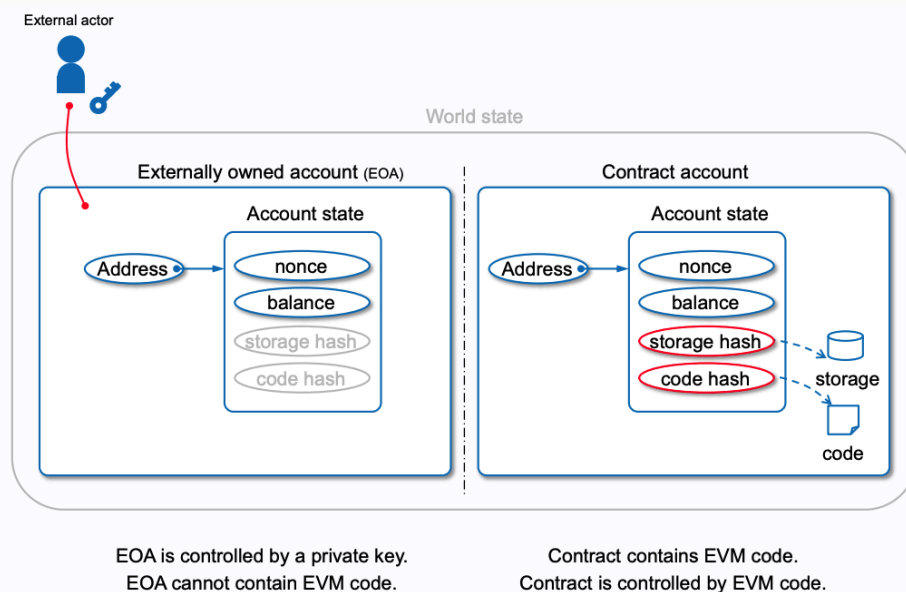 External actor
World state
Externally owned account (EOA)
Account state
Address
nonce
balance
storage hash
code hash
Contract account
Account state
Address
nonce
balance
storage hash
code hash
storage
code
EOA is controlled by a private key.
EOA cannot contain EVM code.
Contract contains EVM code.
Contract is controlled by EVM code.